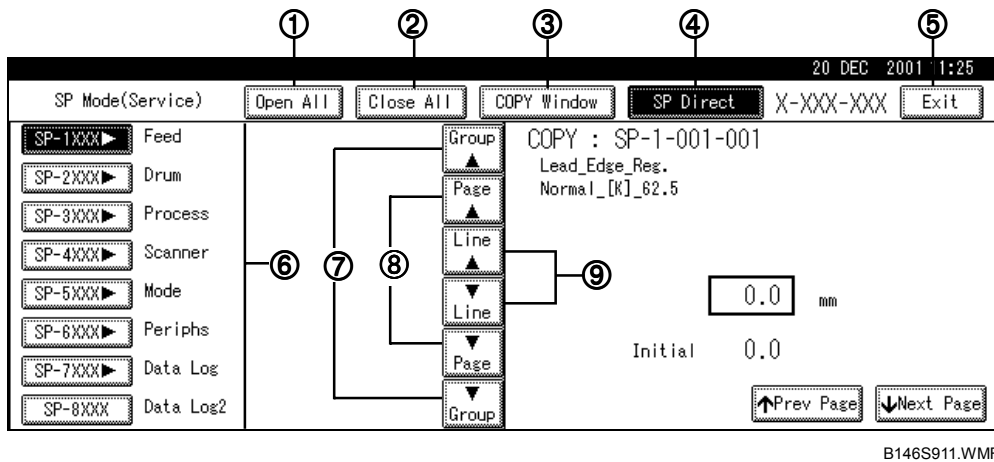 ① ② ③ ④ ⑤
20 DEC 2001 11:25
SP Mode(Service) Open All Close All COPY Window SP Direct X-XXX-XXX Exit
SP-1XXX▶ Feed
SP-2XXX▶ Drum
SP-3XXX▶ Process
SP-4XXX▶ Scanner
SP-5XXX▶ Mode
SP-6XXX▶ Periphs
SP-7XXX▶ Data Log
SP-8XXX Data Log2
⑥ ⑦ ⑧ ⑨
Group
▲
Page
▲
Line
▲
▼
Line
▼
Page
▼
Group
COPY : SP-1-001-001
Lead_Edge_Reg.
Normal_[K]_62.5
0.0 mm
Initial 0.0
↑Prev Page ↓Next Page
B146S911.WMF